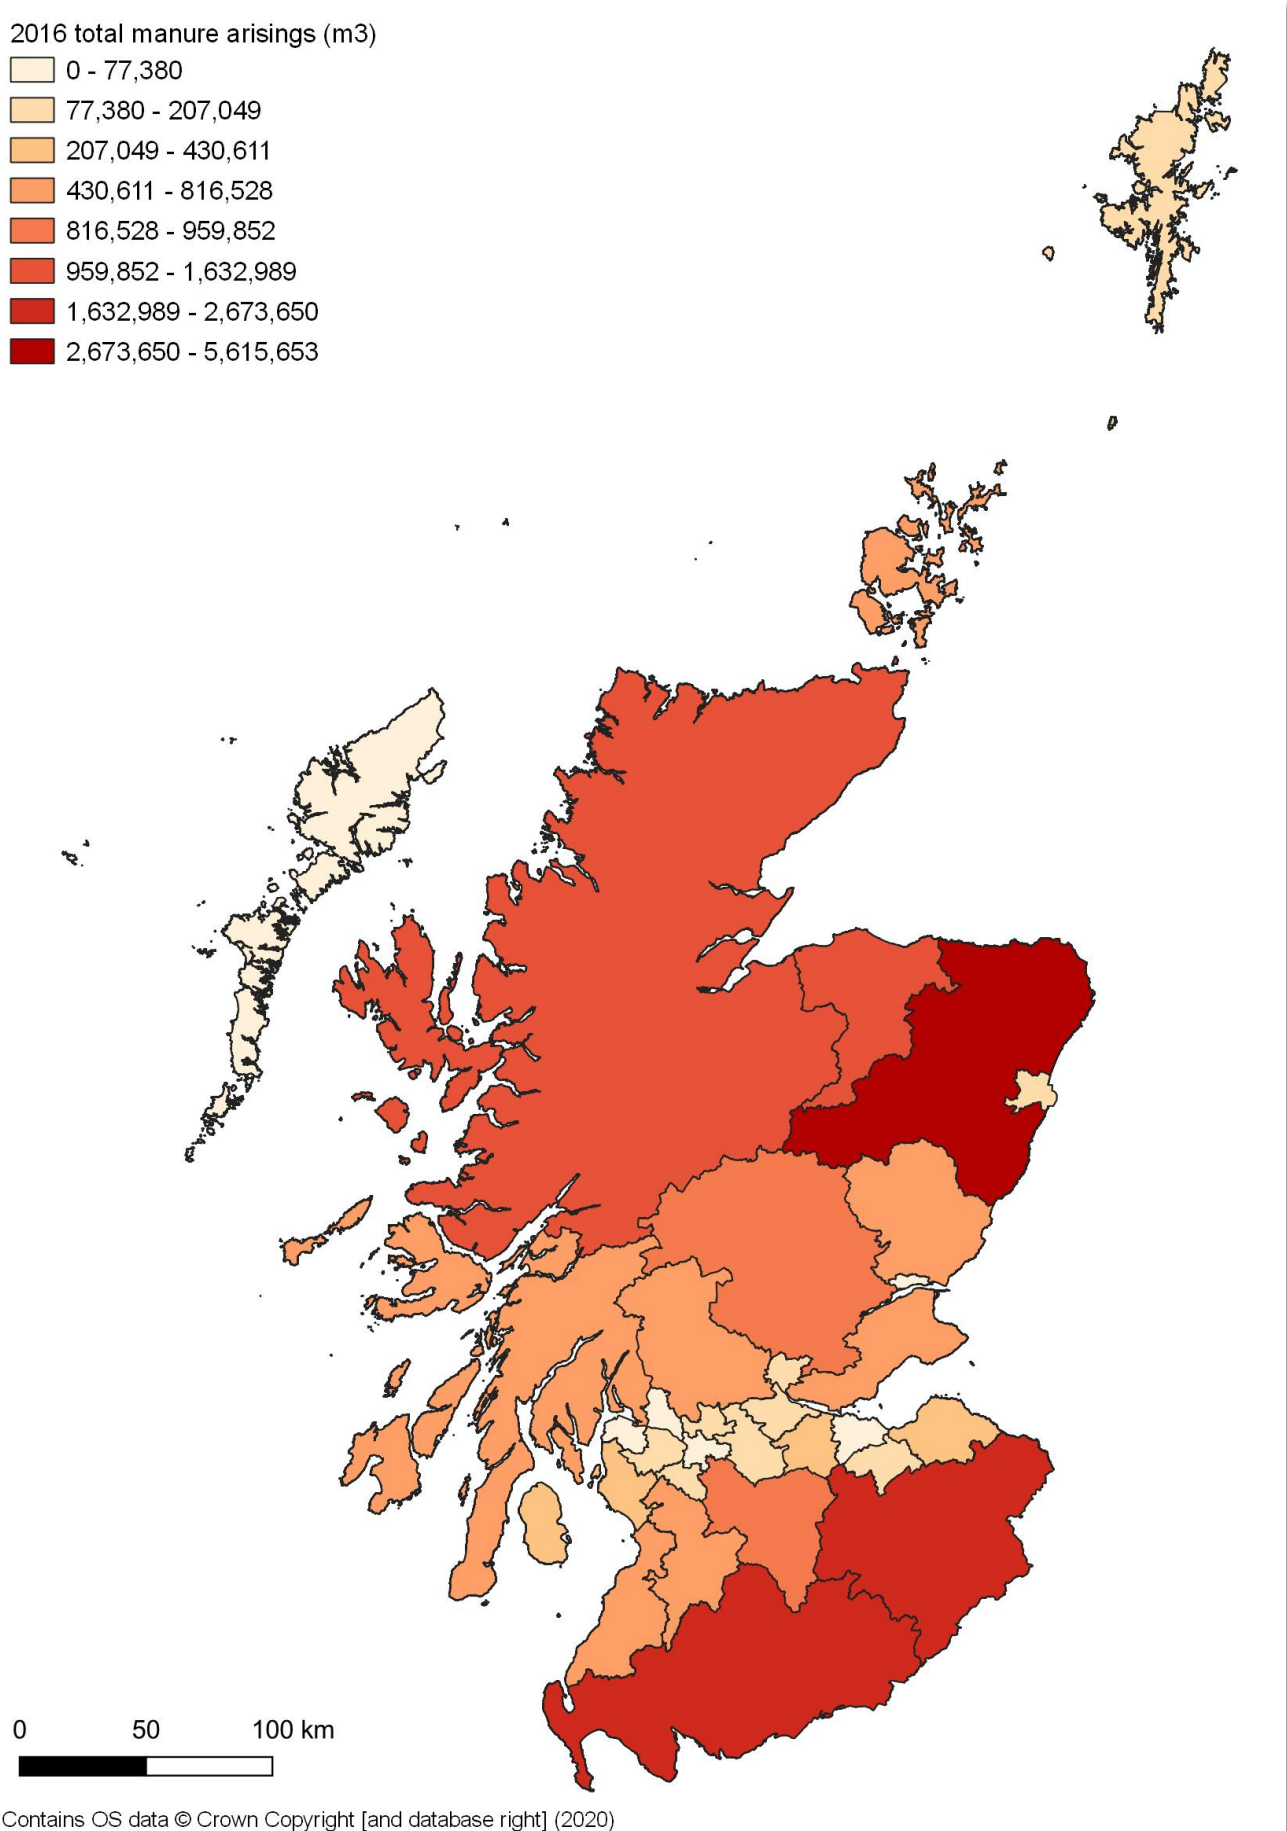 2016 total manure arisings (m3)
0 - 77,380
77,380 - 207,049
207,049 - 430,611
430,611 - 816,528
816,528 - 959,852
959,852 - 1,632,989
1,632,989 - 2,673,650
2,673,650 - 5,615,653
0 50 100 km
Contains OS data © Crown Copyright [and database right] (2020)